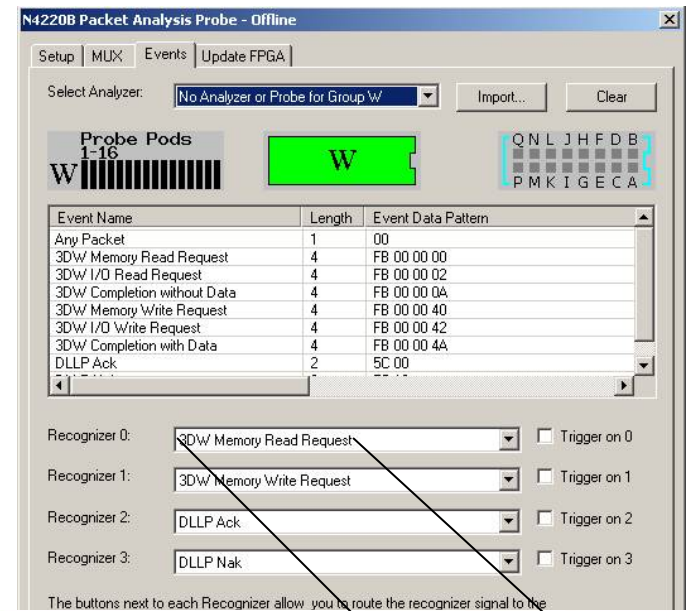 N4220B Packet Analysis Probe - Offline
Setup MUX Events Update FPGA
Select Analyzer: No Analyzer or Probe for Group W Import... Clear
Probe Pods
1-16
W
W
Q N L J H F D B
P M K I G E C A
Event Name Length Event Data Pattern
Any Packet 1 00
3DW Memory Read Request 4 FB 00 00 00
3DW I/O Read Request 4 FB 00 00 02
3DW Completion without Data 4 FB 00 00 0A
3DW Memory Write Request 4 FB 00 00 40
3DW I/O Write Request 4 FB 00 00 42
3DW Completion with Data 4 FB 00 00 4A
DLLP Ack 2 5C 00
Recognizer 0: 3DW Memory Read Request Trigger on 0
Recognizer 1: 3DW Memory Write Request Trigger on 1
Recognizer 2: DLLP Ack Trigger on 2
Recognizer 3: DLLP Nak Trigger on 3
The buttons next to each Recognizer allow you to route the recognizer signal to the